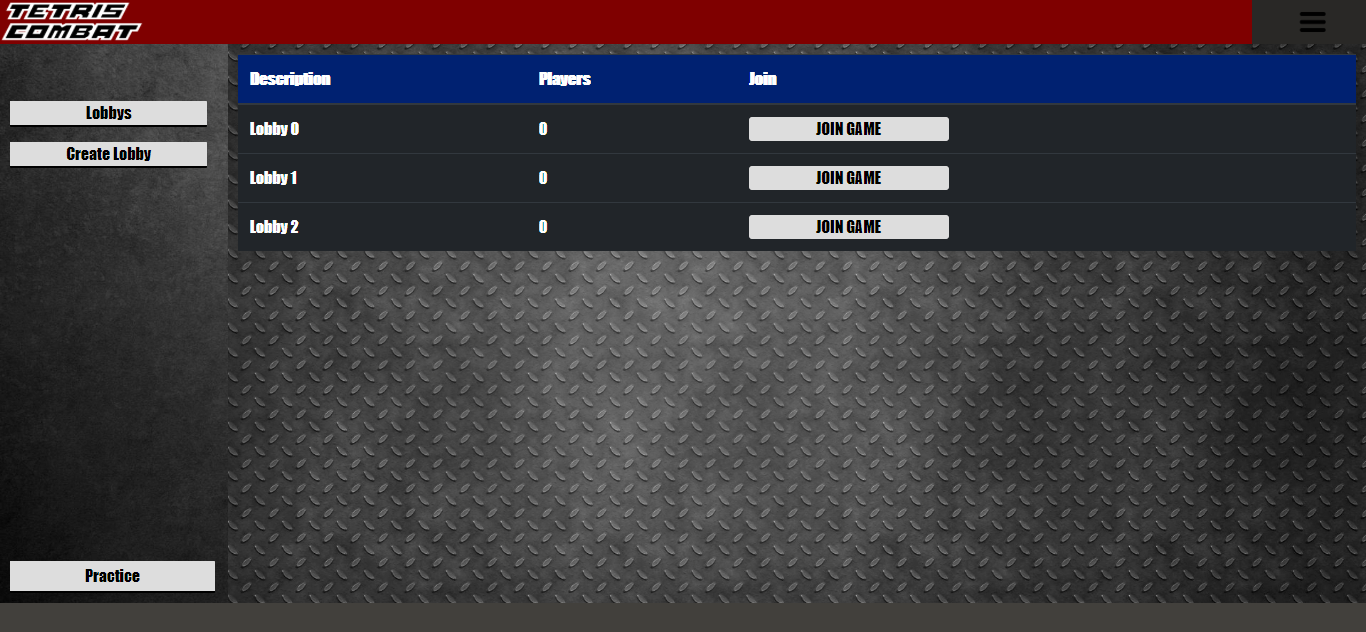 TETRIS
COMBAT
Lobbys
Create Lobby
Practice
Description Players Join
Lobby 0 0 JOIN GAME
Lobby 1 0 JOIN GAME
Lobby 2 0 JOIN GAME